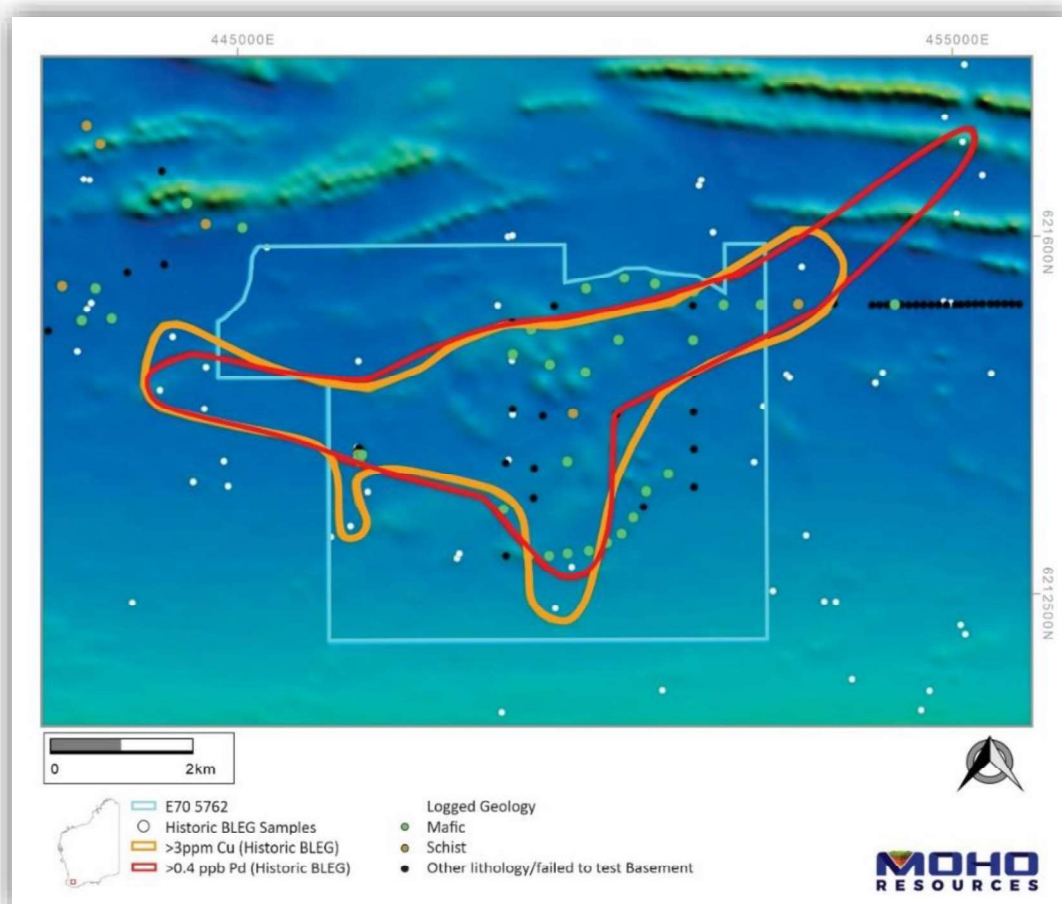 445000E
455000E
621600N
6212500N
0
2km
E70 5762
Historic BLEG Samples
>3ppm Cu (Historic BLEG)
>0.4 ppb Pd (Historic BLEG)
Logged Geology
Mafic
Schist
Other lithology/failed to test Basement
MOHO
RESOURCES